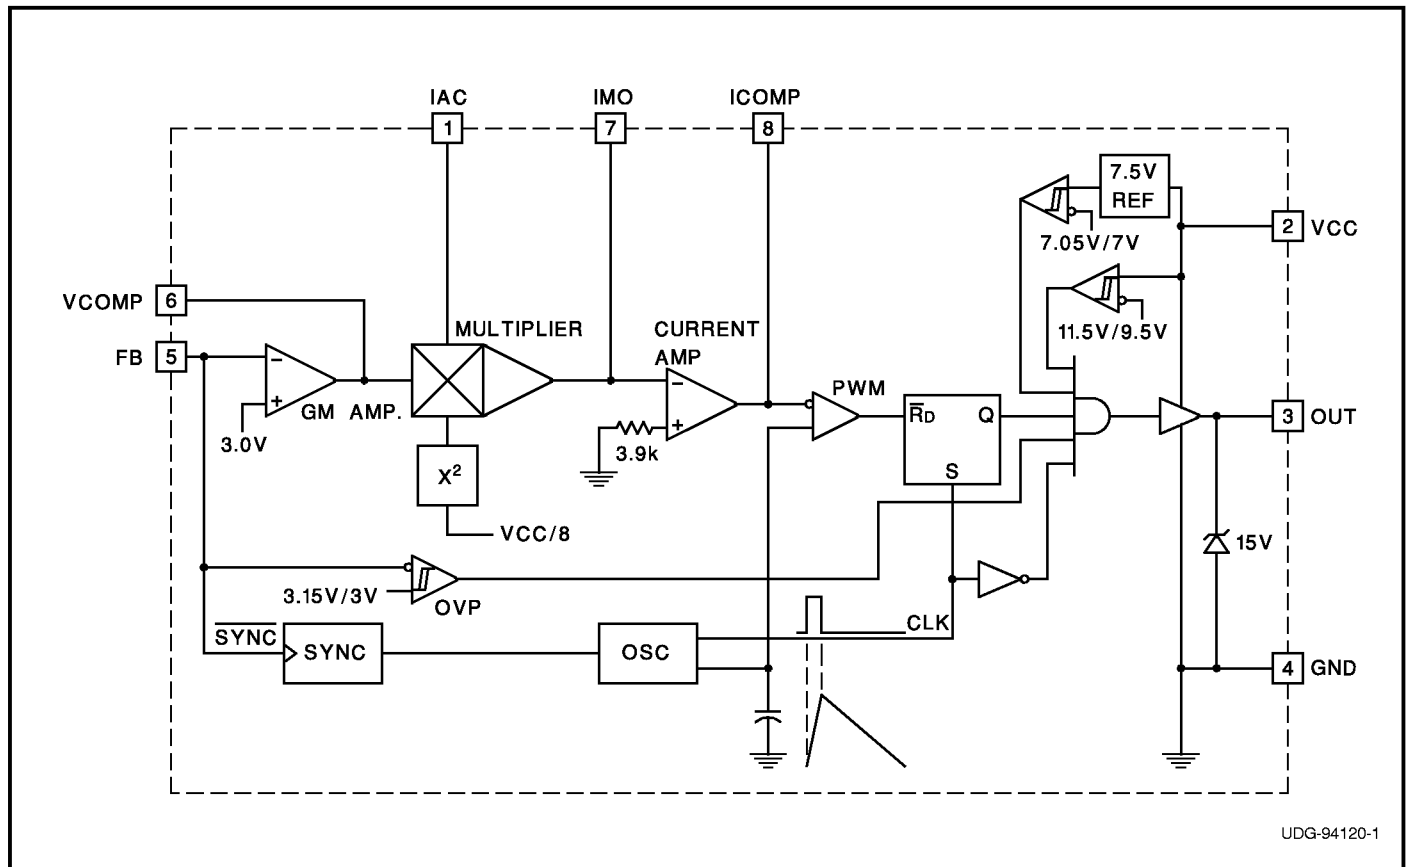 IAC
IMO
ICOMP
1
7
8
7.5V
REF
7.05V/7V
2 VCC
VCOMP 6
11.5V/9.5V
MULTIPLIER
CURRENT
AMP
FB 5
−
+
GM AMP.
3.0V
−
+
3.9k
PWM
R̅D Q
S
3 OUT
X²
VCC/8
15V
3.15V/3V
OVP
CLK
S̅Y̅N̅C̅
SYNC
OSC
4 GND
UDG-94120-1